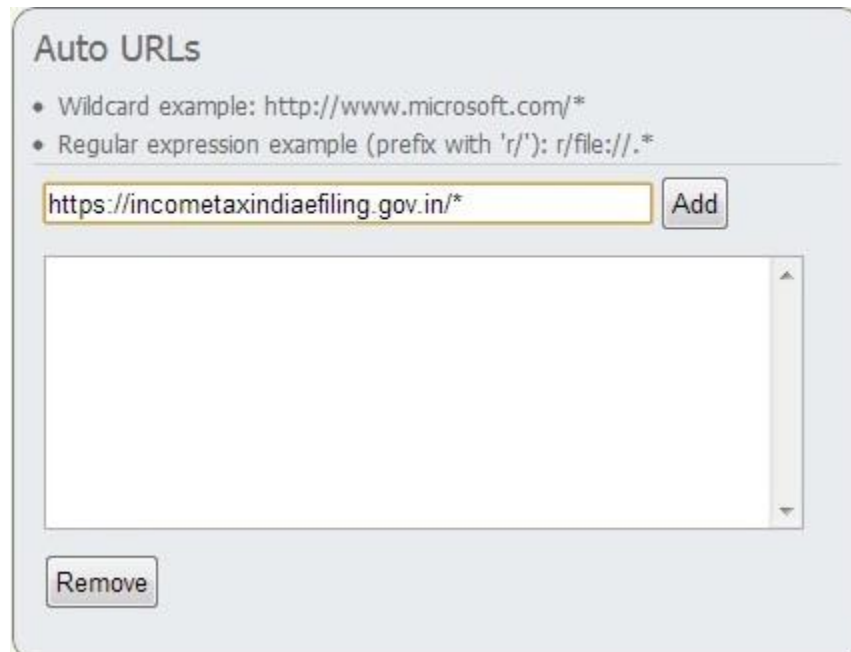 Auto URLs
• Wildcard example: http://www.microsoft.com/*
• Regular expression example (prefix with 'r/'): r/file://.*
https://incometaxindiaefiling.gov.in/*
Add
Remove